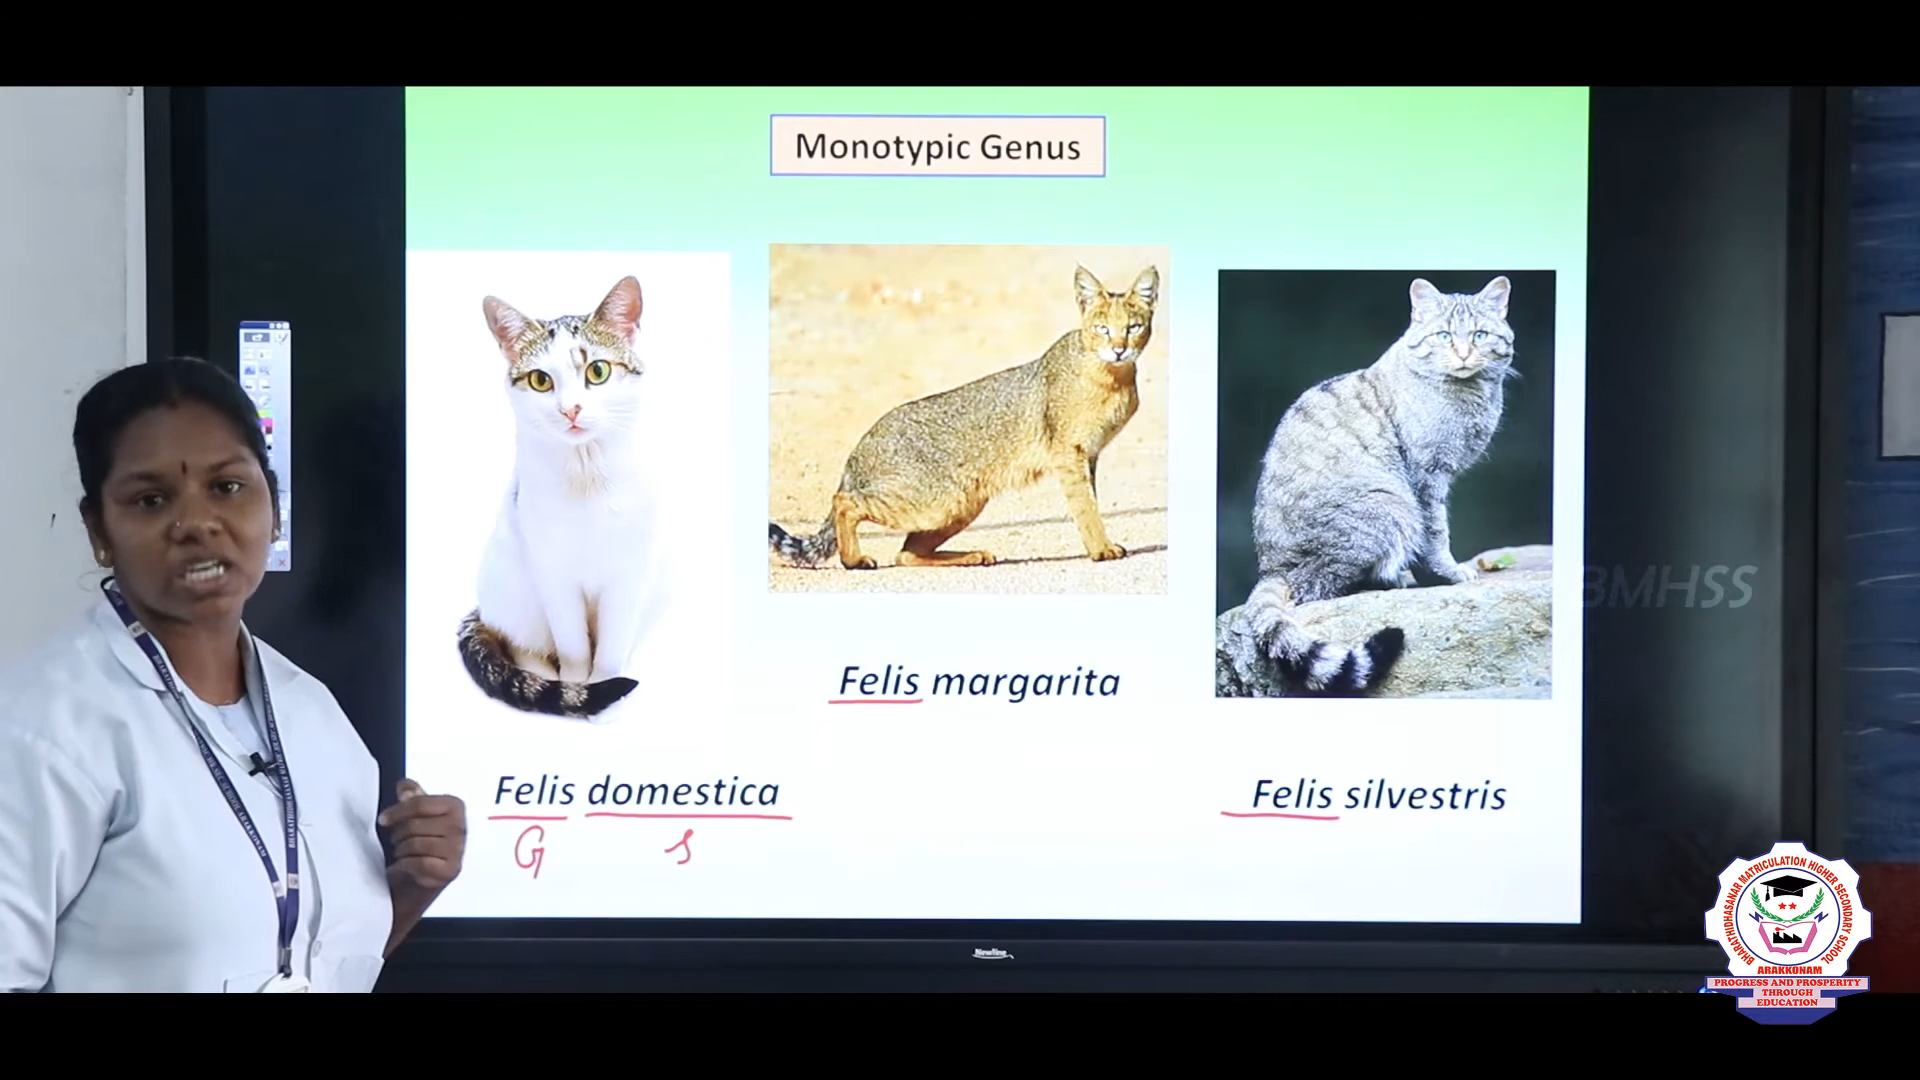 Monotypic Genus
Felis margarita
Felis domestica
Felis silvestris
G
s
BMHSS
Newline
BHARATHIDHASANAR MATRICULATION HIGHER SECONDARY SCHOOL
ARAKKONAM
PROGRESS AND PROSPERITY
THROUGH
EDUCATION